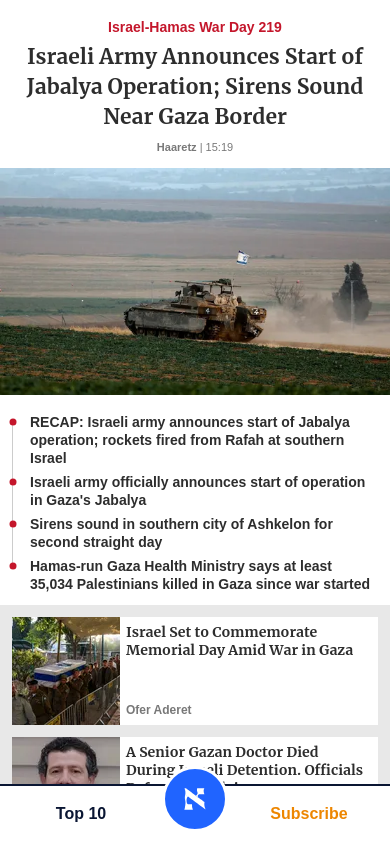 Israel-Hamas War Day 219
Israeli Army Announces Start of
Jabalya Operation; Sirens Sound
Near Gaza Border
Haaretz | 15:19
RECAP: Israeli army announces start of Jabalya
operation; rockets fired from Rafah at southern
Israel
Israeli army officially announces start of operation
in Gaza's Jabalya
Sirens sound in southern city of Ashkelon for
second straight day
Hamas-run Gaza Health Ministry says at least
35,034 Palestinians killed in Gaza since war started
Israel Set to Commemorate
Memorial Day Amid War in Gaza
Ofer Aderet
A Senior Gazan Doctor Died
During Israeli Detention. Officials
Top 10
Subscribe